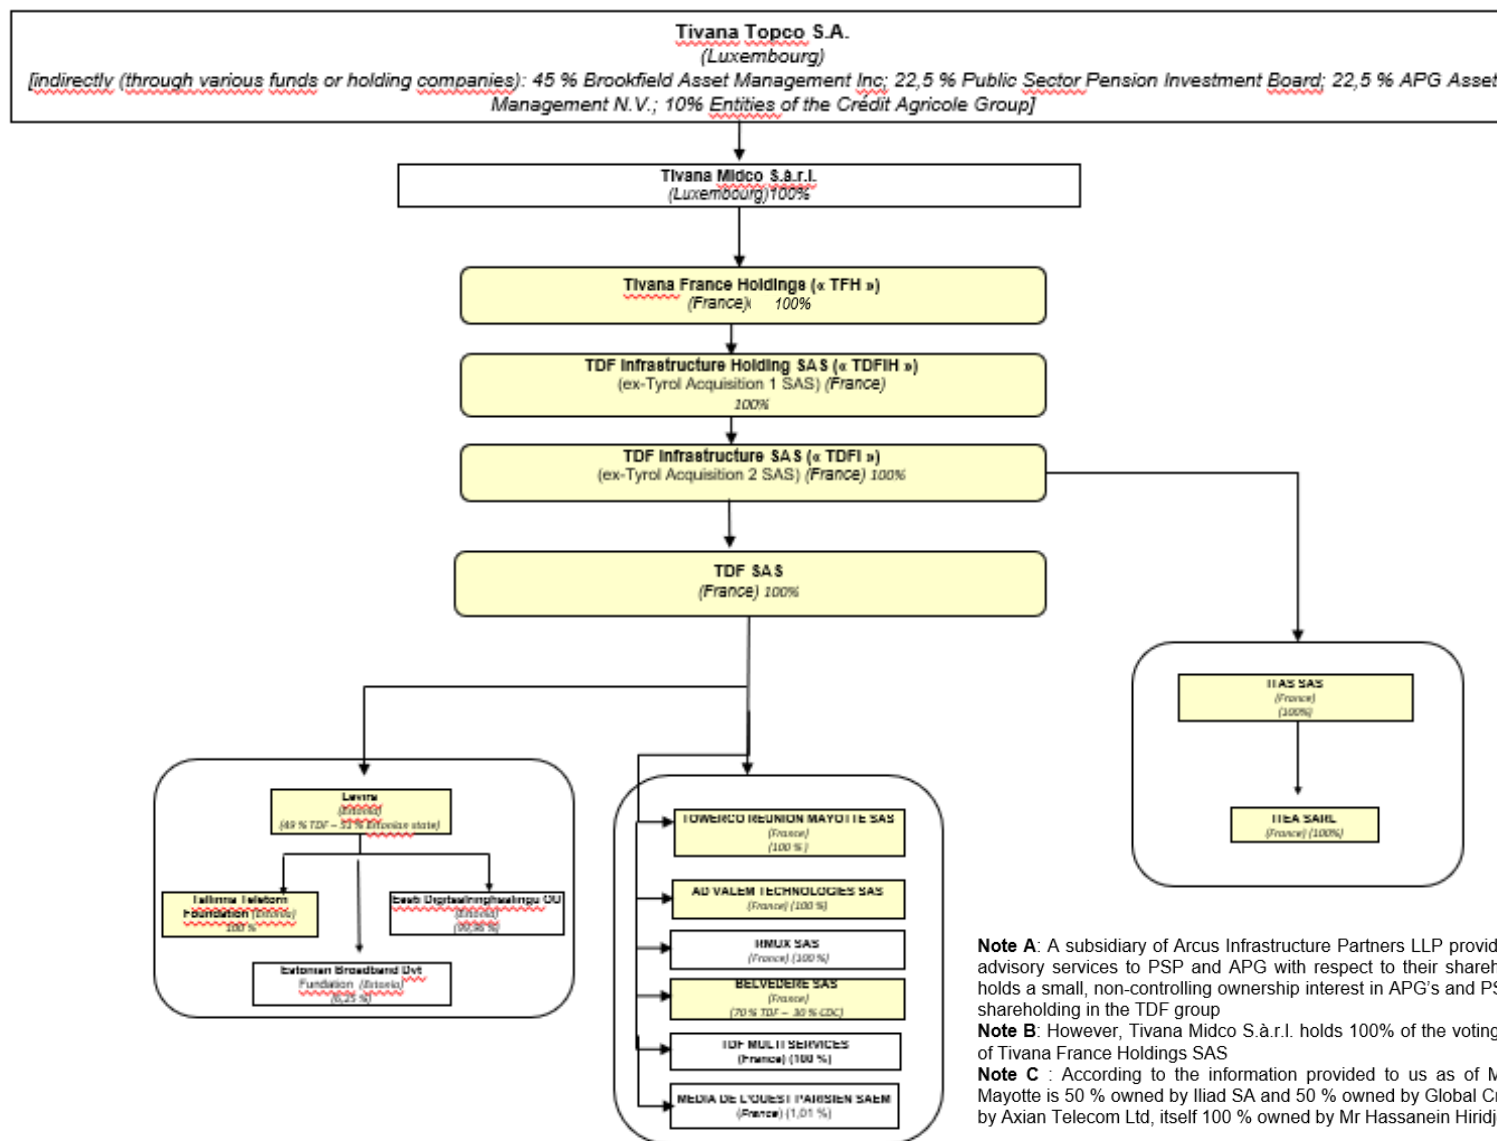 Tivana Topco S.A.
(Luxembourg)
[indirectly (through various funds or holding companies): 45 % Brookfield Asset Management Inc; 22,5 % Public Sector Pension Investment Board; 22,5 % APG Asset
Management N.V.; 10% Entities of the Crédit Agricole Group]
Tivana Midco S.à.r.l.
(Luxembourg)100%
Tivana France Holdings (« TFH »)
(France) 100%
TDF Infrastructure Holding SAS (« TDFIH »)
(ex-Tyrol Acquisition 1 SAS) (France)
100%
TDF Infrastructure SAS (« TDFI »)
(ex-Tyrol Acquisition 2 SAS) (France) 100%
TDF SAS
(France) 100%
Levira
(Estonia)
(49 % TDF – 51 % Estonian state)
Tallinna Teletorn
Foundation (Estonia)
100 %
Eesti Digitaalringhäälingu OÜ
(Estonia)
(99,96 %)
Estonian Broadband Dvt
Fundation (Estonia)
(6,25 %)
TOWERCO REUNION MAYOTTE SAS
(France)
(100 %)
AD VALEM TECHNOLOGIES SAS
(France) (100 %)
RMUX SAS
(France) (100 %)
BELVEDERE SAS
(France)
(70 % TDF – 30 % CDC)
TDF MULTI SERVICES
(France) (100 %)
MEDIA DE L'OUEST PARISIEN SAEM
(France) (1,01 %)
ITAS SAS
(France)
(100%)
ITEA SARL
(France) (100%)
Note A: A subsidiary of Arcus Infrastructure Partners LLP provid
advisory services to PSP and APG with respect to their shareh
holds a small, non-controlling ownership interest in APG's and PS
shareholding in the TDF group
Note B: However, Tivana Midco S.à.r.l. holds 100% of the voting
of Tivana France Holdings SAS
Note C : According to the information provided to us as of M
Mayotte is 50 % owned by Iliad SA and 50 % owned by Global Cr
by Axian Telecom Ltd, itself 100 % owned by Mr Hassanein Hiridj